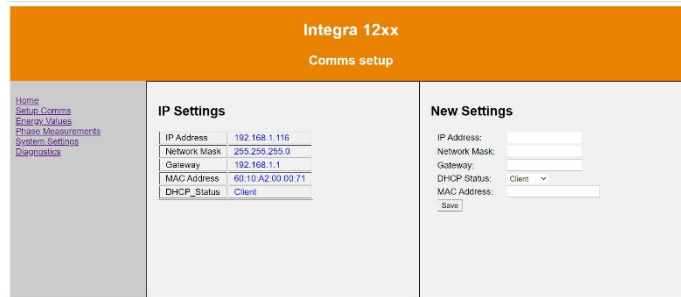 Integra 12xx
Comms setup
Home
Setup Comms
Energy Values
Phase Measurements
System Settings
Diagnostics
IP Settings
IP Address 192.168.1.116
Network Mask 255.255.255.0
Gateway 192.168.1.1
MAC Address 60:10:A2:00:00:71
DHCP_Status Client
New Settings
IP Address:
Network Mask:
Gateway:
DHCP Status: Client
MAC Address:
Save